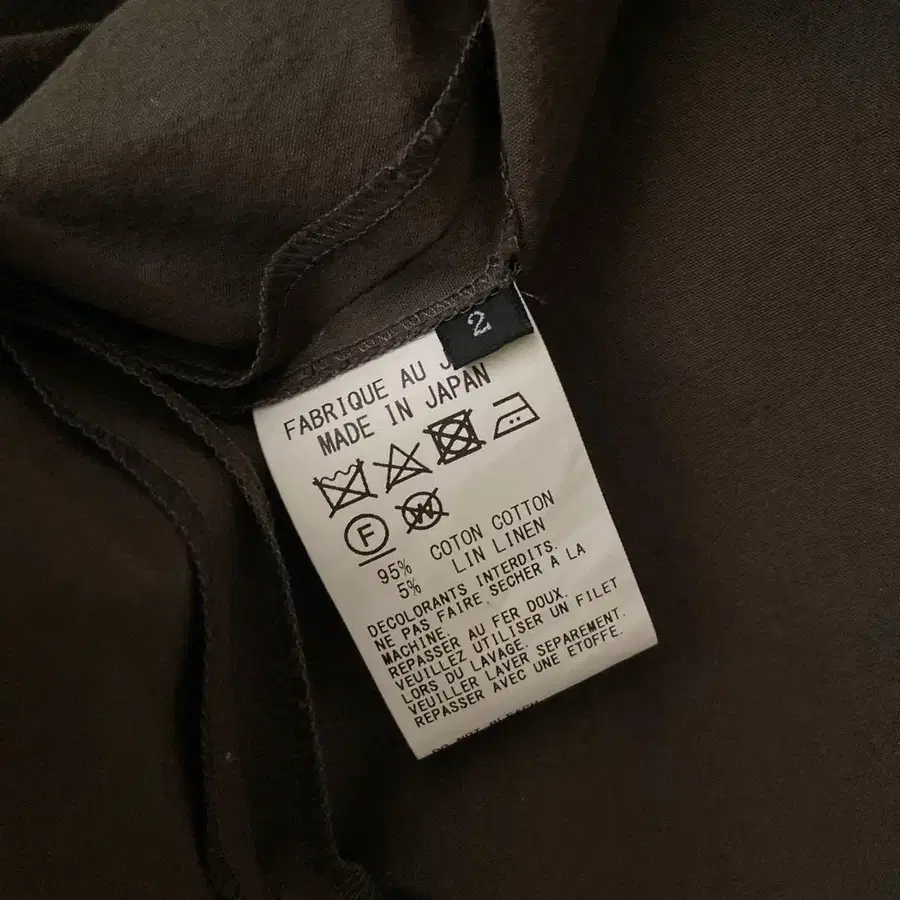 2
FABRIQUE AU
MADE IN JAPAN
F
W
95% COTON COTTON
5% LIN LINEN
DECOLORANTS INTERDITS.
NE PAS FAIRE SECHER A LA
MACHINE.
REPASSER AU FER DOUX.
VEUILLEZ UTILISER UN FILET
LORS DU LAVAGE.
VEUILLER LAVER SEPAREMENT.
REPASSER AVEC UNE ETOFFE.